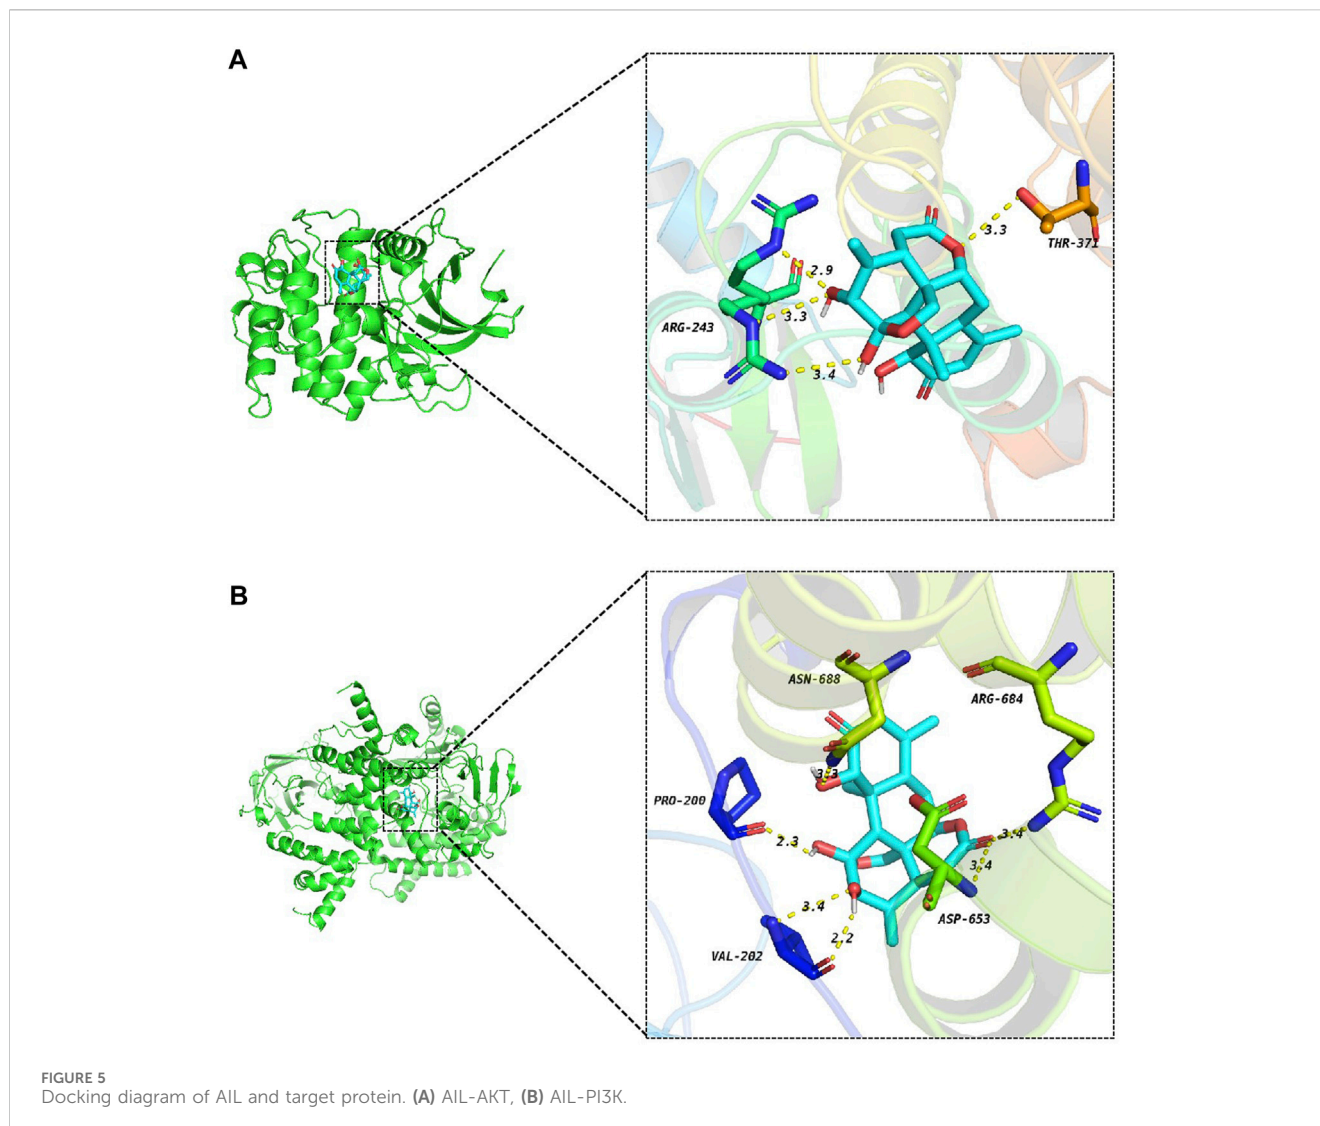 A
THR-371
3.3
2.9
3.3
ARG-243
3.4
B
ASN-688
ARG-684
3.3
PRO-200
2.3
3.4
3.4
3.4
ASP-653
2.2
VAL-202
FIGURE 5
Docking diagram of AIL and target protein. (A) AIL-AKT, (B) AIL-PI3K.